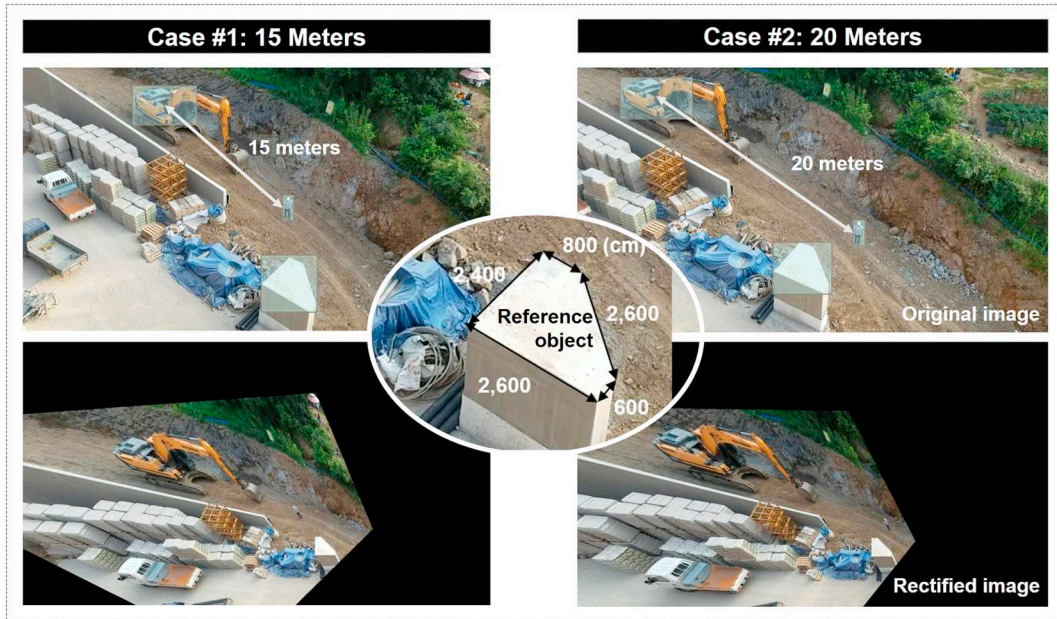 Case #1: 15 Meters
Case #2: 20 Meters
15 meters
20 meters
800 (cm)
2,400
Reference
object
2,600
2,600
600
Original image
Rectified image